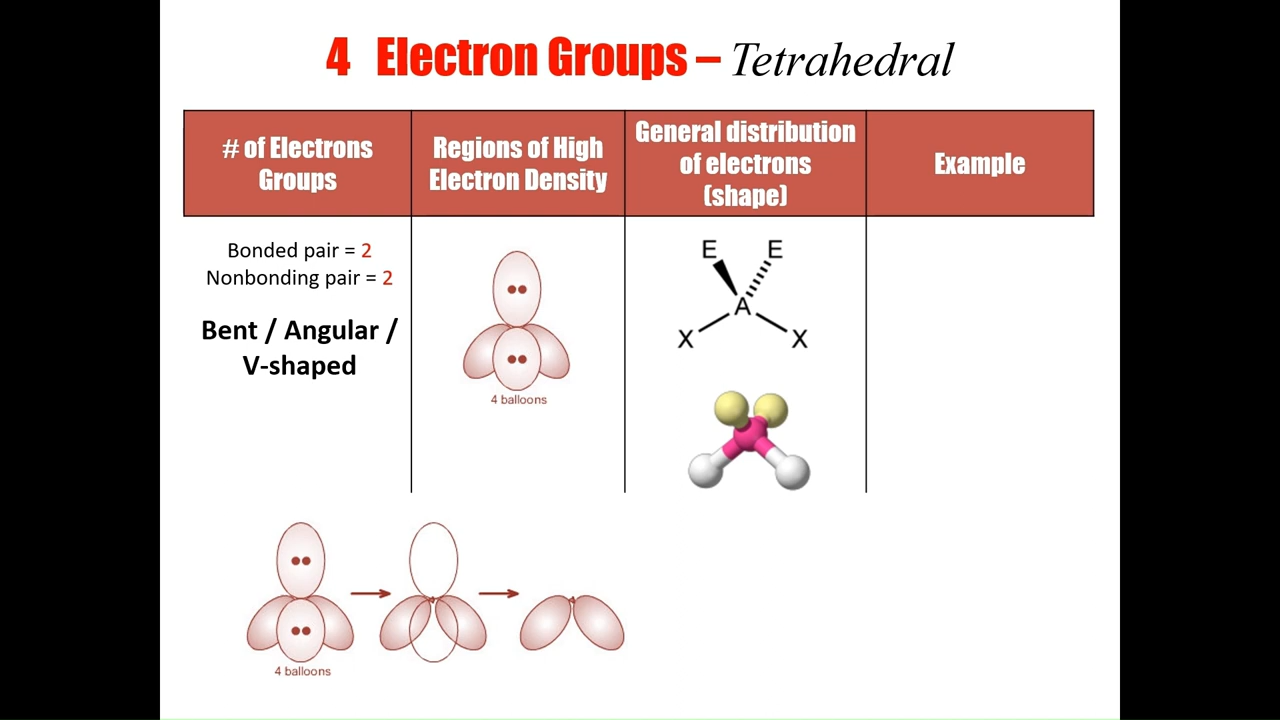 4 Electron Groups – Tetrahedral
# of Electrons
Groups
Regions of High
Electron Density
General distribution
of electrons
(shape)
Example
Bonded pair = 2
Nonbonding pair = 2
Bent / Angular /
V-shaped
4 balloons
E E
A
X X
4 balloons